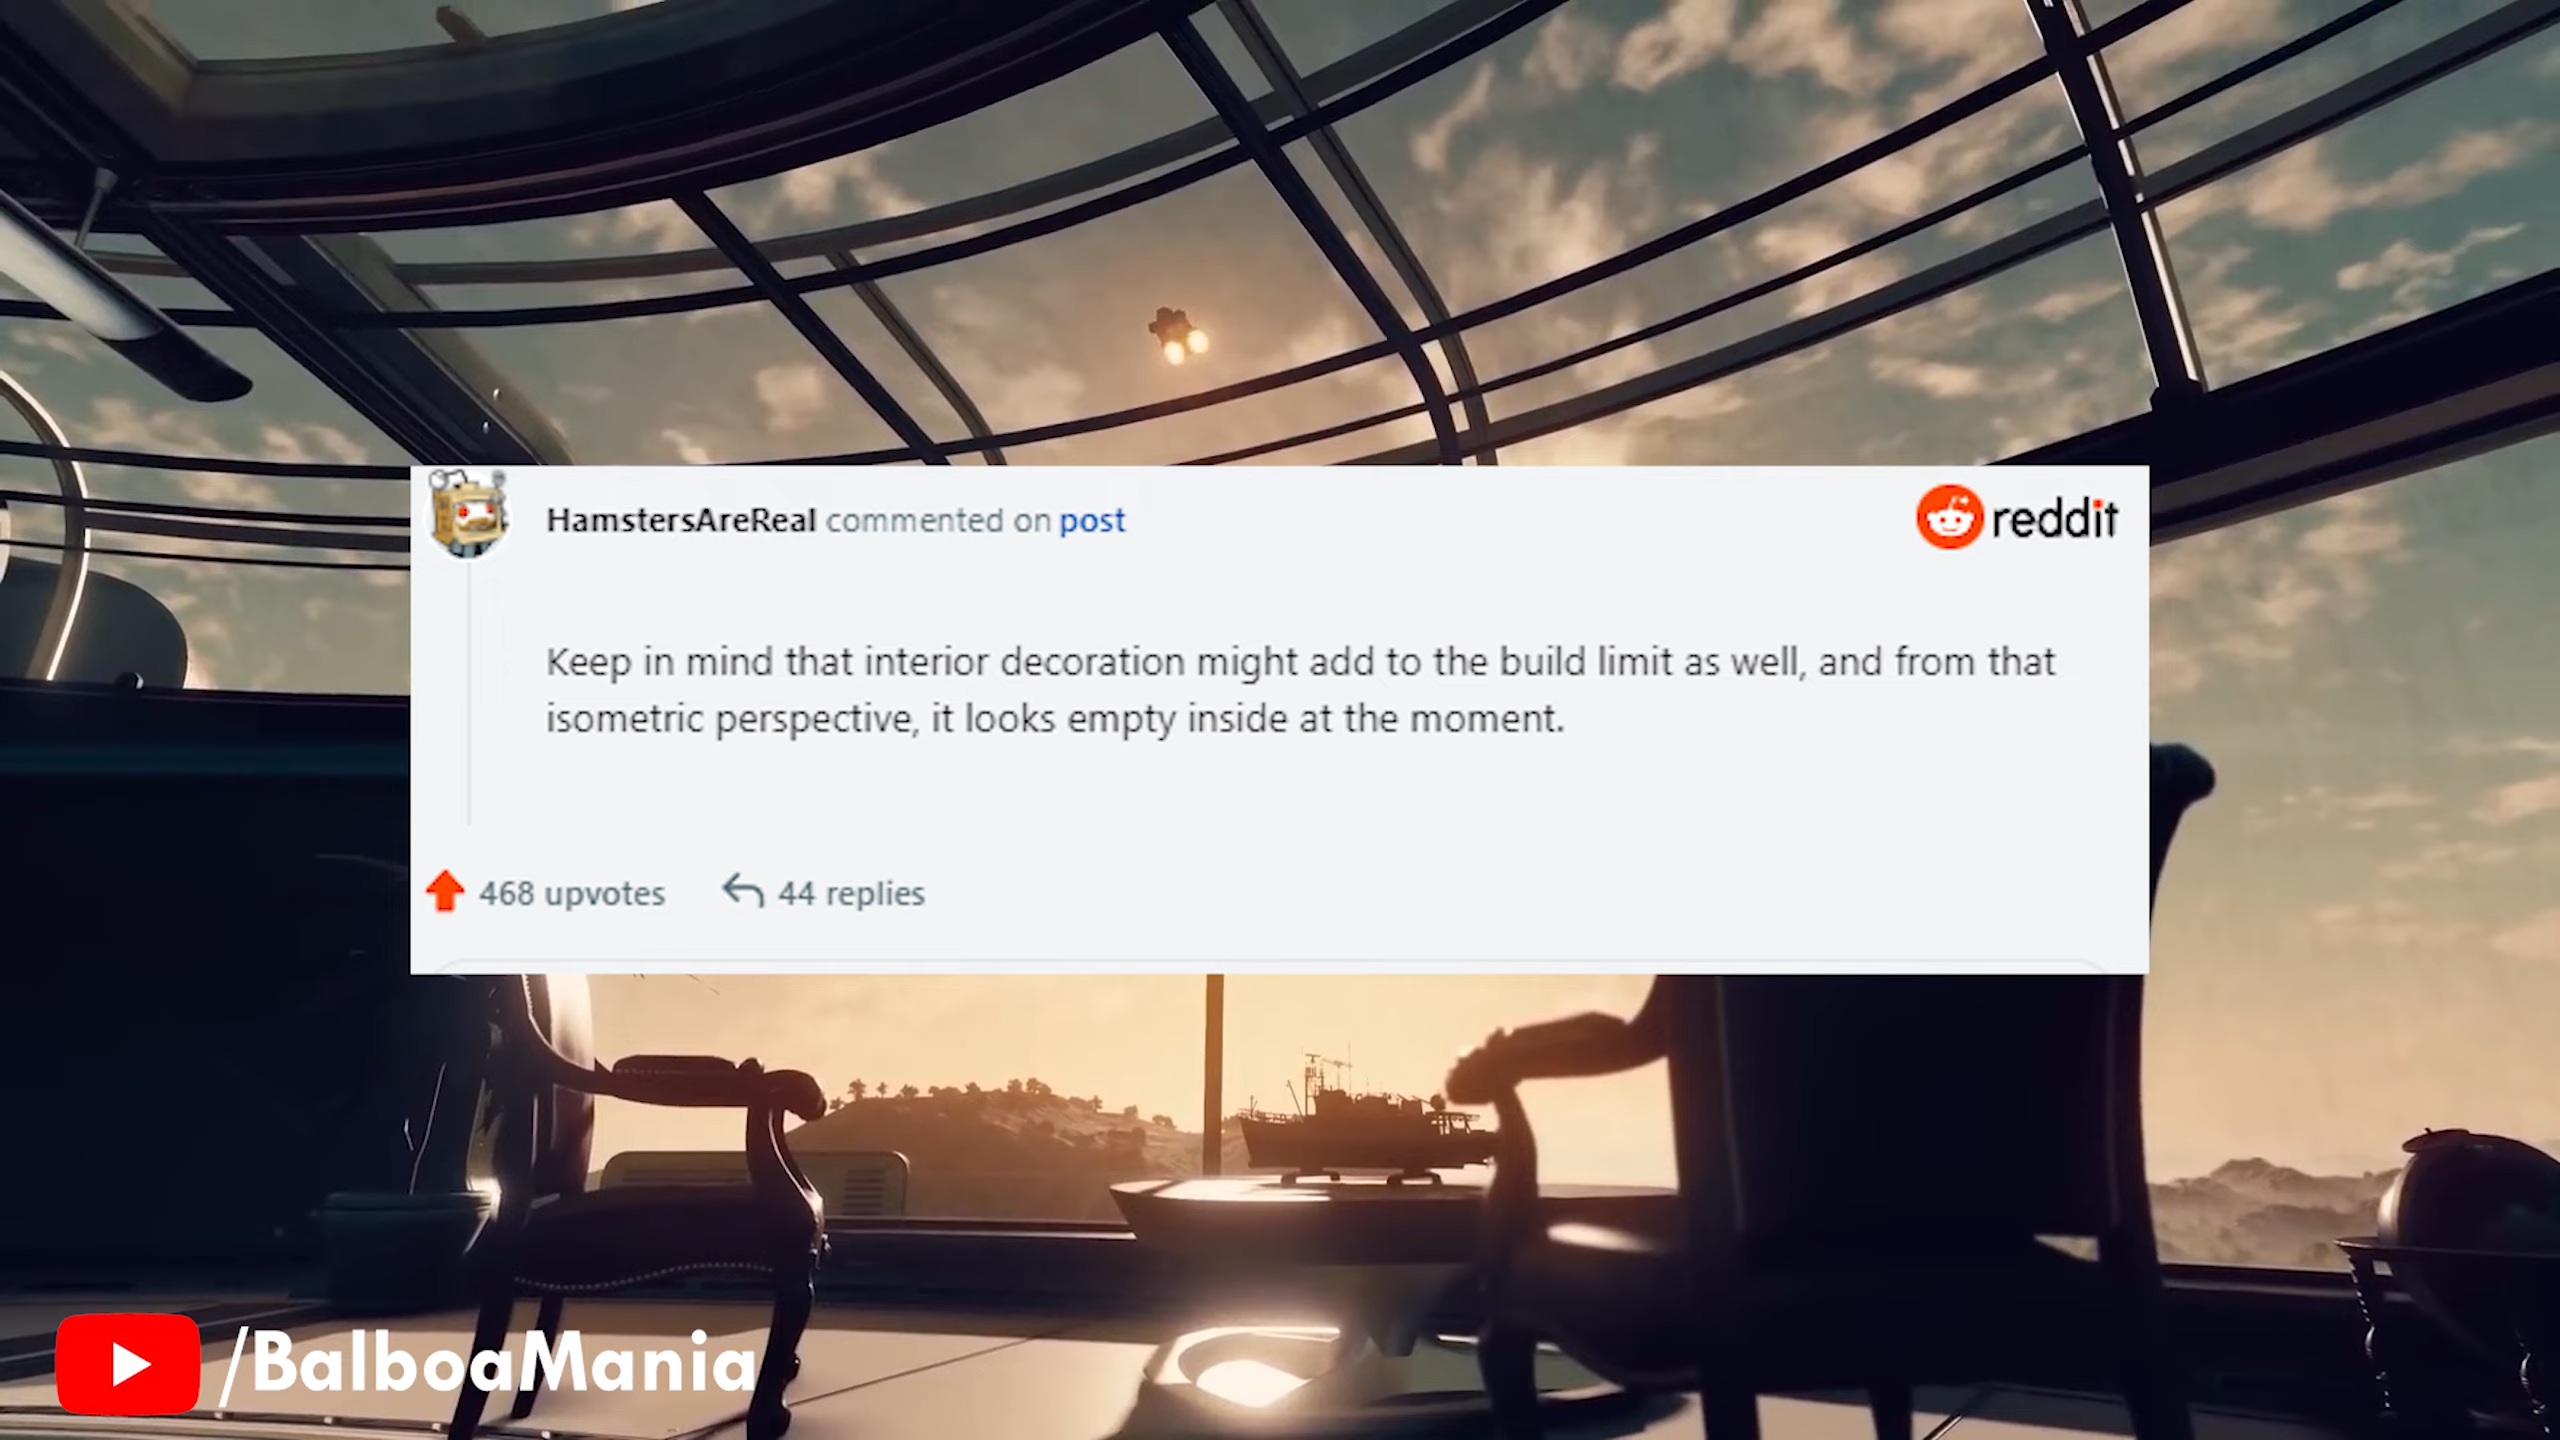 HamstersAreReal commented on post
reddit
Keep in mind that interior decoration might add to the build limit as well, and from that
isometric perspective, it looks empty inside at the moment.
468 upvotes 44 replies
/BalboaMania